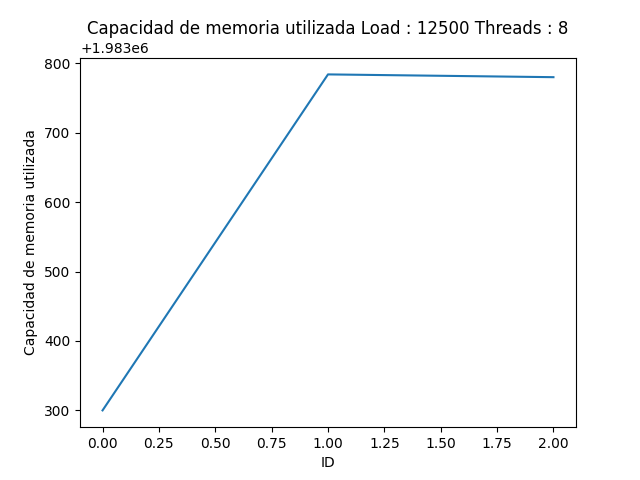 Capacidad de memoria utilizada Load : 12500 Threads : 8
+1.983e6
800
700
600
500
400
300
Capacidad de memoria utilizada
0.00 0.25 0.50 0.75 1.00 1.25 1.50 1.75 2.00
ID